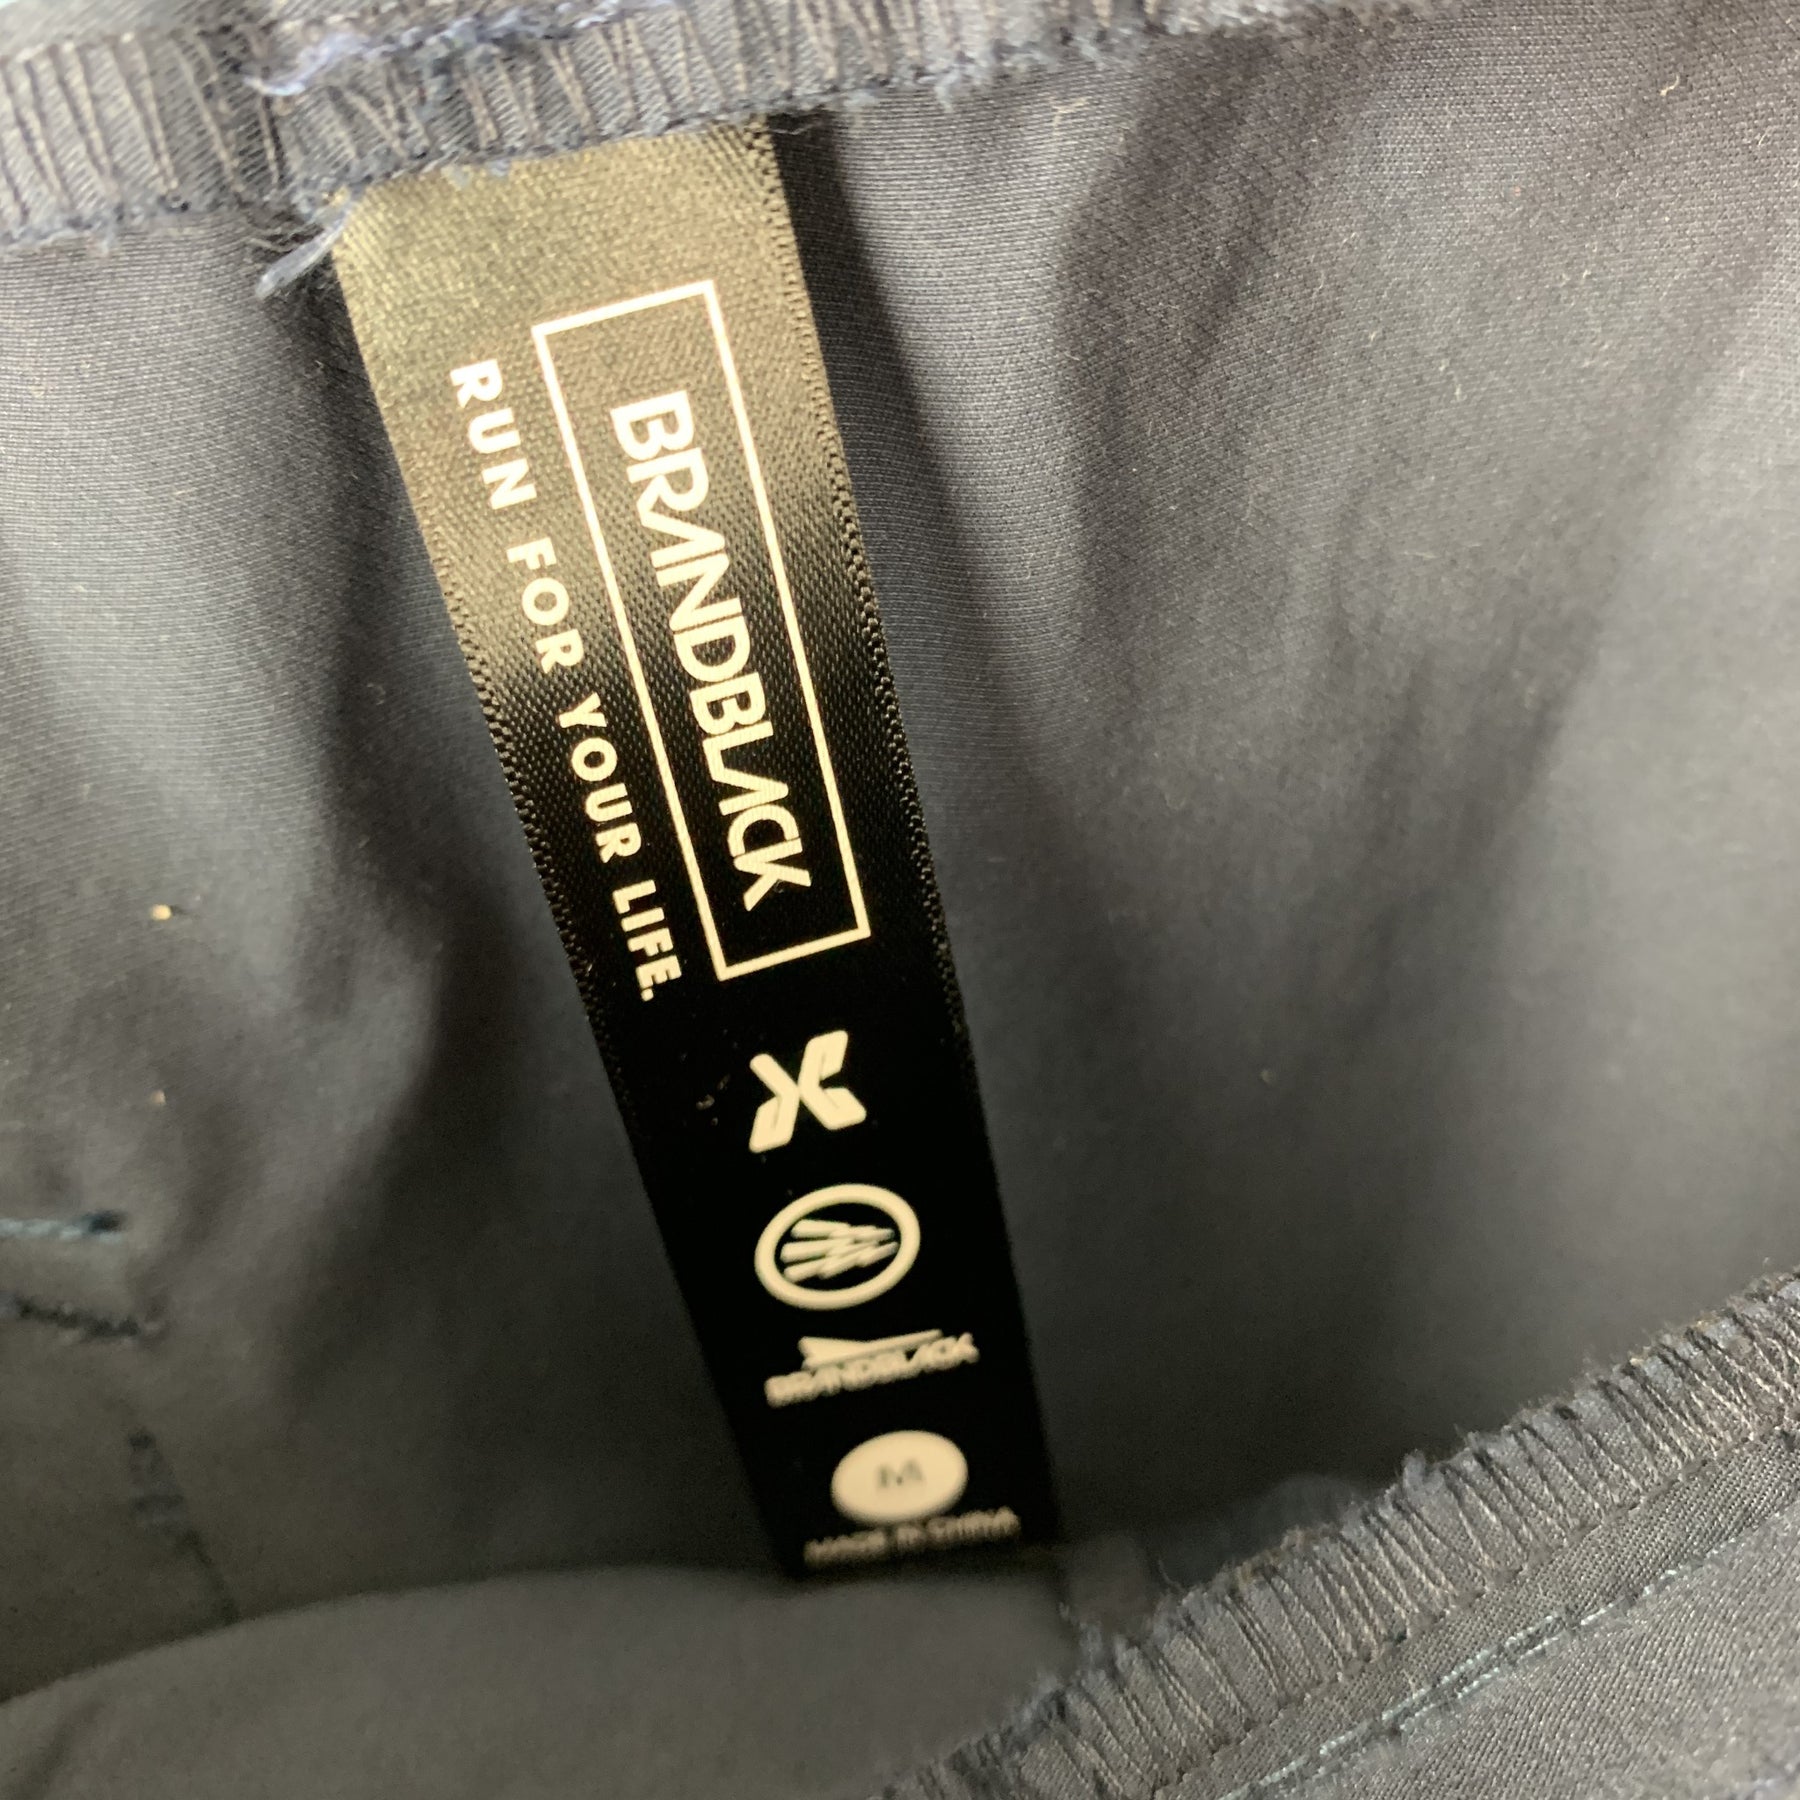 BRANDBLACK
RUN FOR YOUR LIFE.
BRANDBLACK
M
MADE IN CHINA